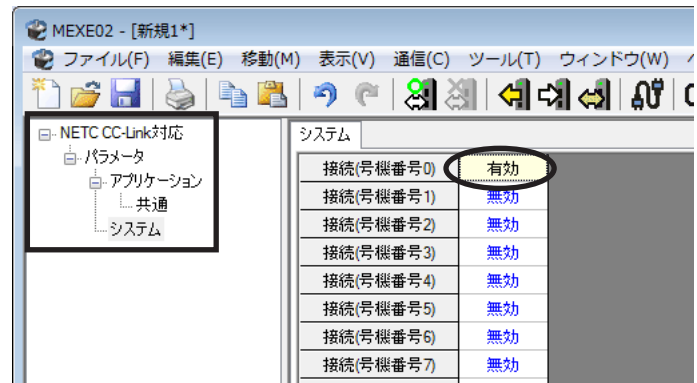 MEXE02 - [新規1*]
ファイル(F) 編集(E) 移動(M) 表示(V) 通信(C) ツール(T) ウィンドウ(W)
NETC CC-Link対応
パラメータ
アプリケーション
共通
システム
システム
接続(号機番号0) 有効
接続(号機番号1) 無効
接続(号機番号2) 無効
接続(号機番号3) 無効
接続(号機番号4) 無効
接続(号機番号5) 無効
接続(号機番号6) 無効
接続(号機番号7) 無効